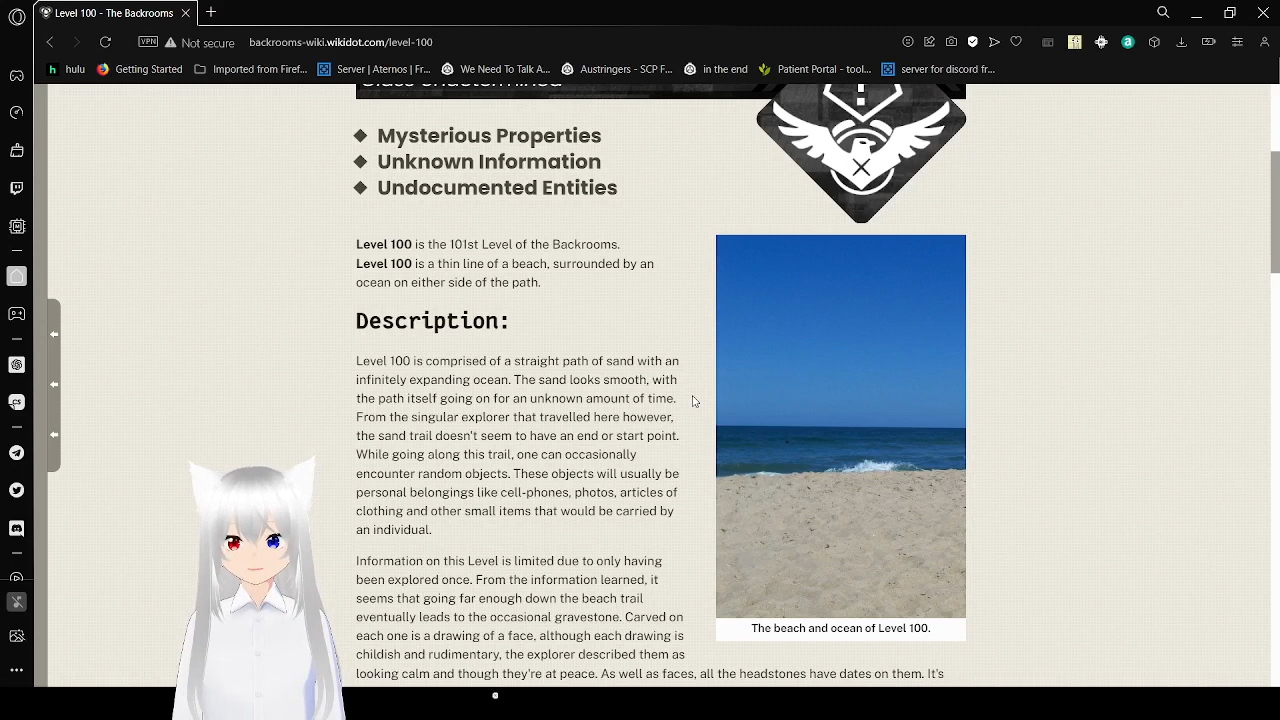 Level 100 - The Backrooms
VPN
Not secure
backrooms-wiki.wikidot.com/level-100
hulu
Getting Started
Imported from Firef...
Server | Aternos | Fr...
We Need To Talk A...
Austringers - SCP F...
in the end
Patient Portal - tool...
server for discord fr...
Mysterious Properties
Unknown Information
Undocumented Entities
Level 100 is the 101st Level of the Backrooms.
Level 100 is a thin line of a beach, surrounded by an
ocean on either side of the path.
Description:
Level 100 is comprised of a straight path of sand with an
infinitely expanding ocean. The sand looks smooth, with
the path itself going on for an unknown amount of time.
From the singular explorer that travelled here however,
the sand trail doesn't seem to have an end or start point.
While going along this trail, one can occasionally
encounter random objects. These objects will usually be
personal belongings like cell-phones, photos, articles of
clothing and other small items that would be carried by
an individual.
Information on this Level is limited due to only having
been explored once. From the information learned, it
seems that going far enough down the beach trail
eventually leads to the occasional gravestone. Carved on
each one is a drawing of a face, although each drawing is
childish and rudimentary, the explorer described them as
looking calm and though they're at peace. As well as faces, all the headstones have dates on them. It's
The beach and ocean of Level 100.